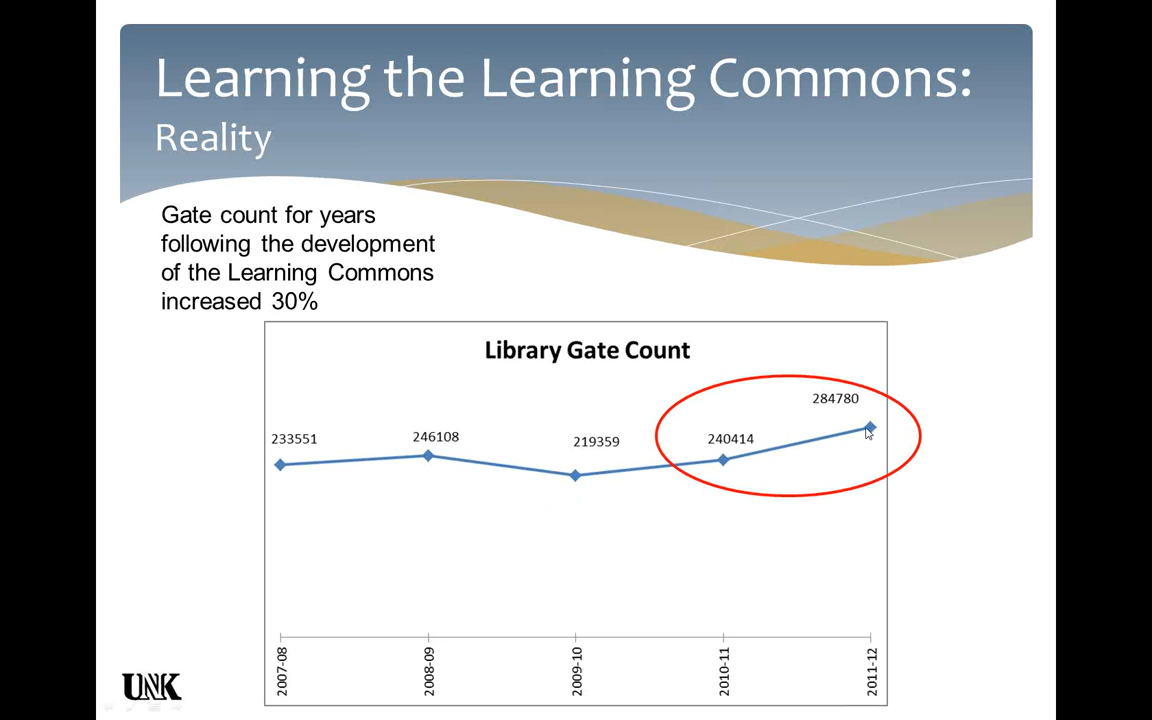 Learning the Learning Commons:
Reality
Gate count for years
following the development
of the Learning Commons
increased 30%
Library Gate Count
233551
246108
219359
240414
284780
2007-08
2008-09
2009-10
2010-11
2011-12
UNK